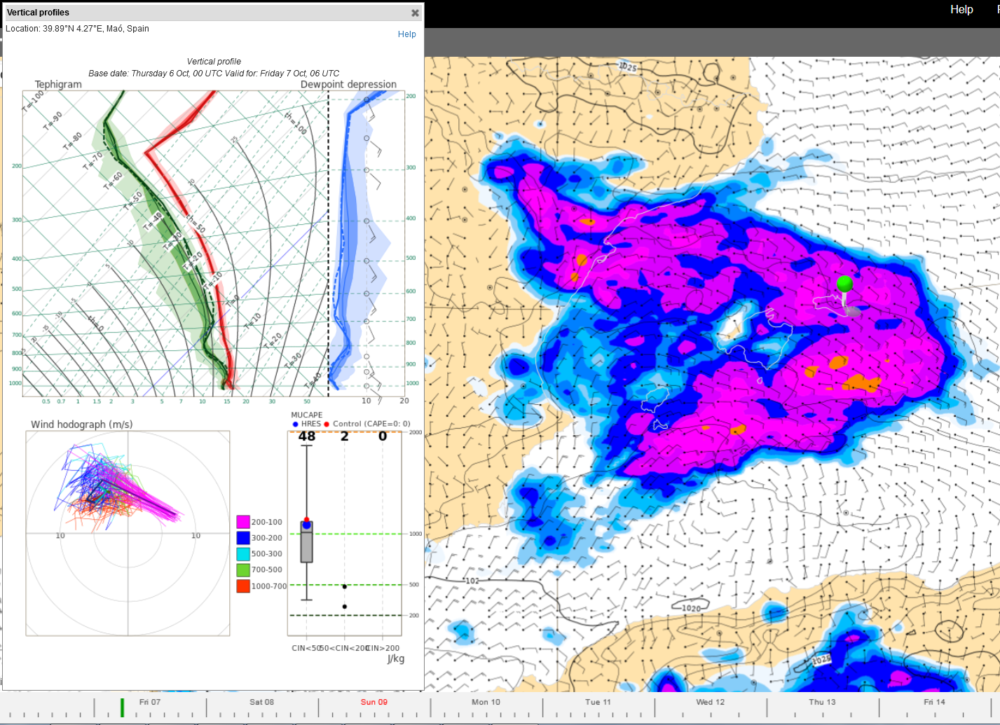 Help
Vertical profiles
Location: 39.89°N 4.27°E, Maó, Spain
Help
Vertical profile
Base date: Thursday 6 Oct, 00 UTC Valid for: Friday 7 Oct, 06 UTC
Tephigram
Dewpoint depression
T=-100
T=-90
T=-80
T=-70
T=-60
T=-50
T=-40
T=-20
T=-10
T=0
T=10
T=20
T=30
T=40
th=0
th=50
th=100
200
300
400
500
600
700
800
900
1000
200
300
400
500
600
700
800
900
1000
0.5 0.7 1 1.5 2 3 5 7 10 15 20 30 50
10 20
Wind hodograph (m/s)
10 10
200-100
300-200
500-300
700-500
1000-700
MUCAPE
HRES Control (CAPE=0: 0)
48 2 0
2000
1000
500
200
CIN<50 50<CIN<200 CIN>200
J/kg
1025
102
1020
1025
Fri 07 Sat 08 Sun 09 Mon 10 Tue 11 Wed 12 Thu 13 Fri 14